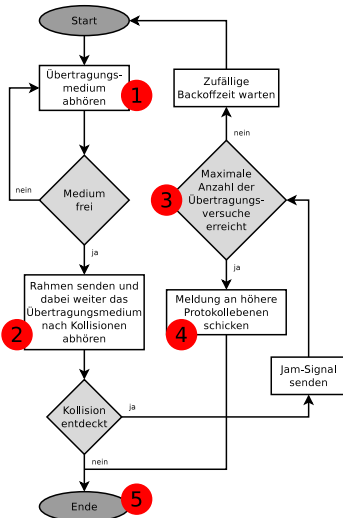 Start
Übertragungs-
medium
abhören
1
nein
Medium
frei
ja
Rahmen senden und
dabei weiter das
Übertragungsmedium
nach Kollisionen
abhören
2
Kollision
entdeckt
ja
nein
Ende
5
Zufällige
Backoffzeit warten
nein
Maximale
Anzahl der
Übertragungs-
versuche
erreicht
3
ja
Meldung an höhere
Protokollebenen
schicken
4
Jam-Signal
senden